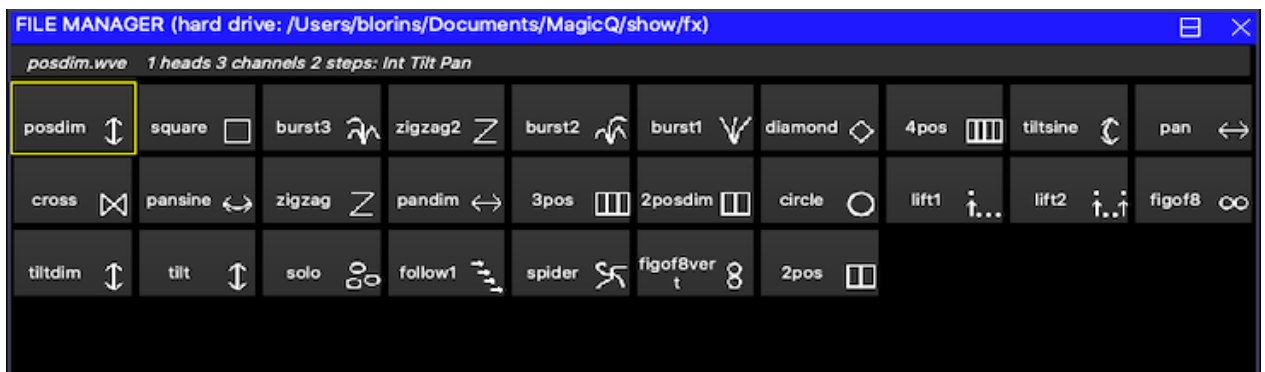 FILE MANAGER (hard drive: /Users/blorins/Documents/MagicQ/show/fx)
posdim.wve 1 heads 3 channels 2 steps: Int Tilt Pan
posdim square burst3 zigzag2 burst2 burst1 diamond 4pos tiltsine pan
cross pansine zigzag pandim 3pos 2posdim circle lift1 lift2 figof8
tiltdim tilt solo follow1 spider figof8ver 2pos
t